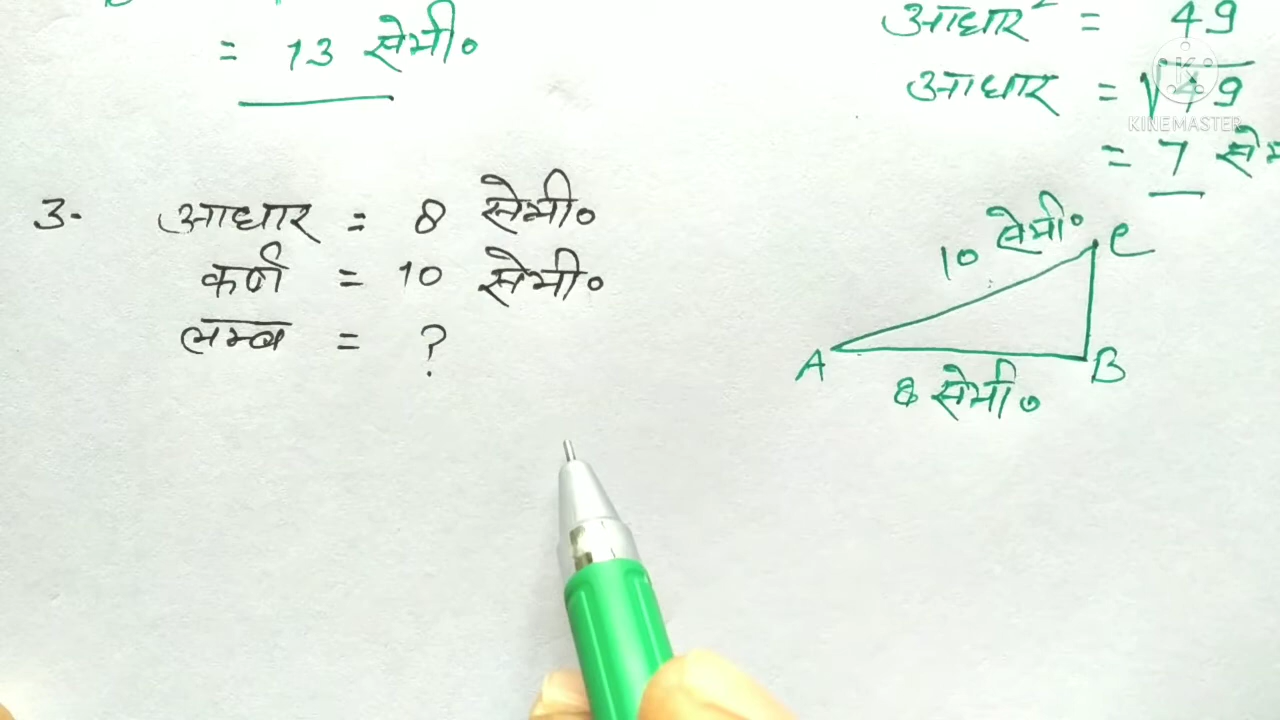 = 13 सेमी०
आधार² = 49
आधार = √49
= 7
KINEMASTER
3. आधार = 8 सेमी०
कर्ण = 10 सेमी०
लम्ब = ?
10 सेमी०
C
A
B
8 सेमी०